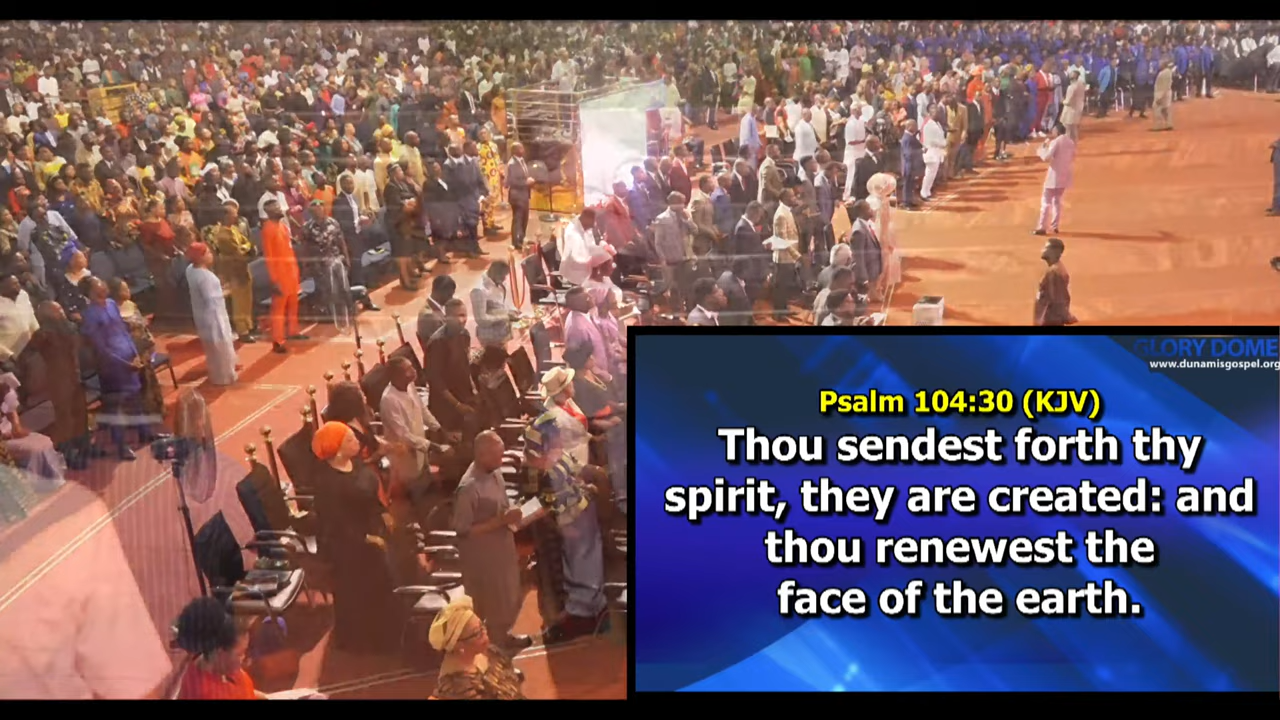 GLORY DOME
www.dunamisgospel.org
Psalm 104:30 (KJV)
Thou sendest forth thy
spirit, they are created: and
thou renewest the
face of the earth.